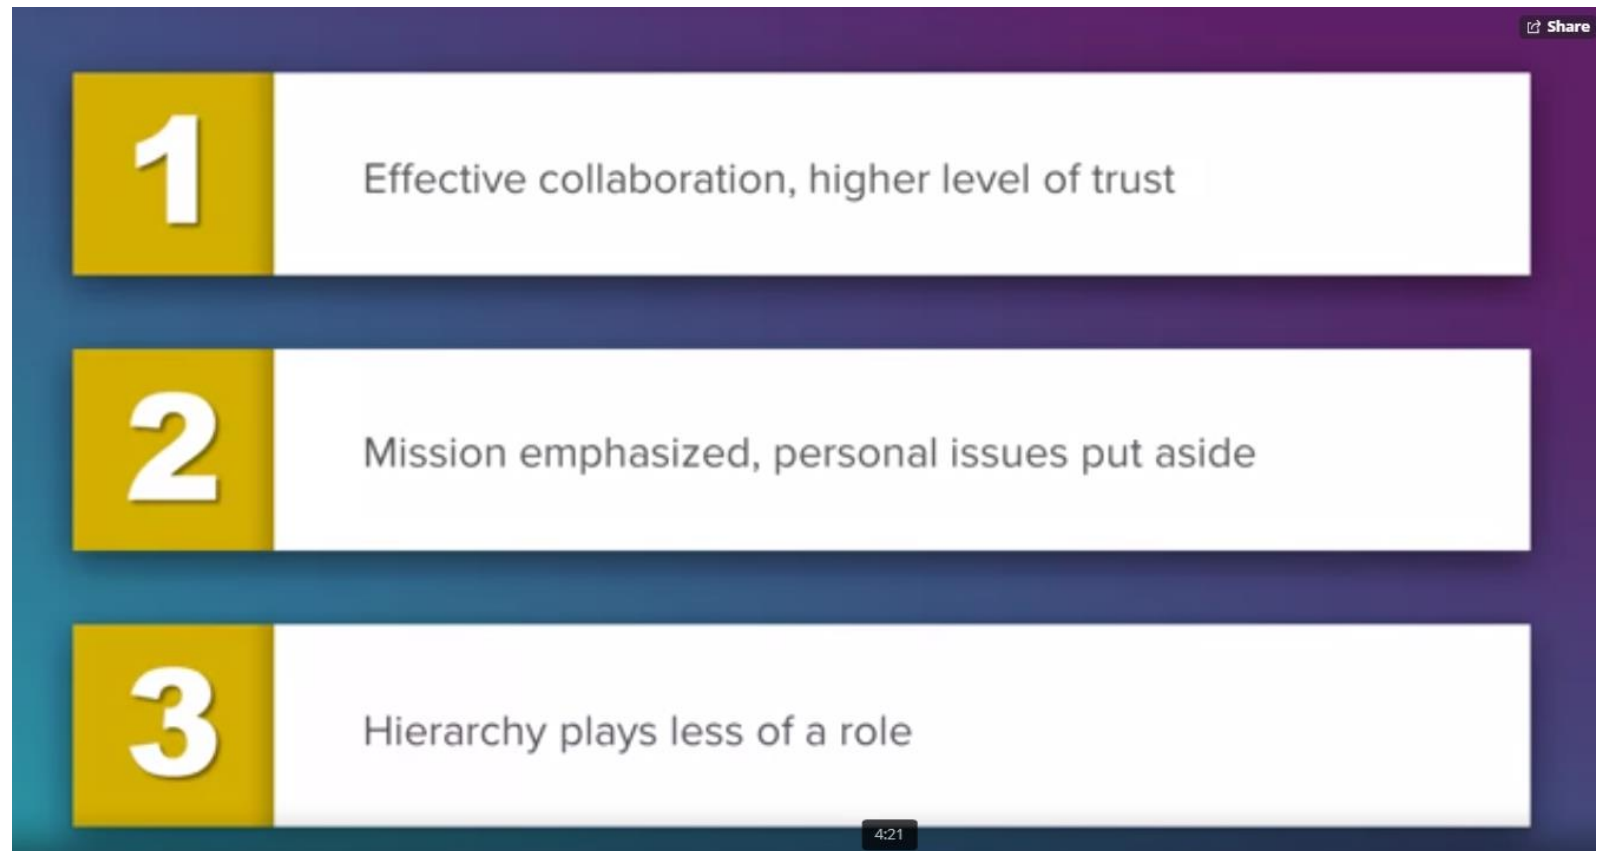 Share
1
Effective collaboration, higher level of trust
2
Mission emphasized, personal issues put aside
3
Hierarchy plays less of a role
4:21